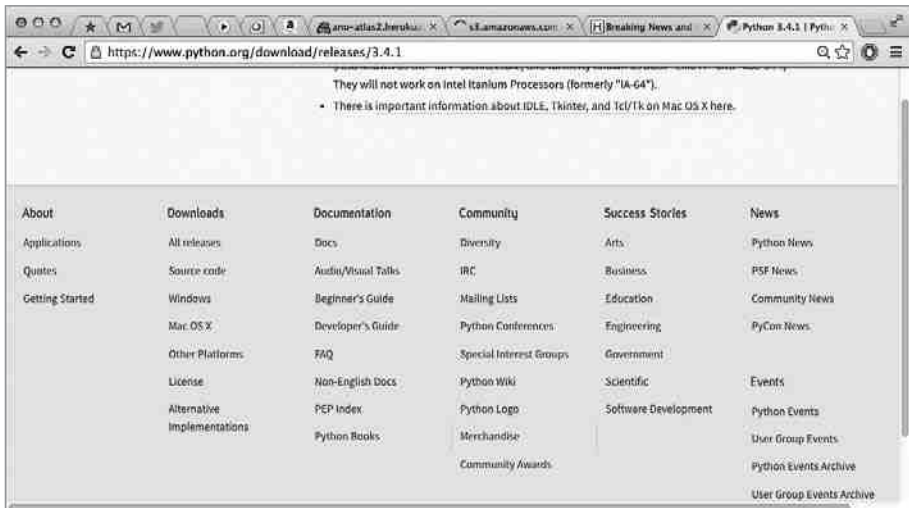 anu-atlas2.heroku
s3.amazonaws.com
Breaking News and
Python 3.4.1 | Pyth
https://www.python.org/download/releases/3.4.1
They will not work on Intel Itanium Processors (formerly "IA-64").
• There is important information about IDLE, Tkinter, and Tcl/Tk on Mac OS X here.
About
Applications
Quotes
Getting Started
Downloads
All releases
Source code
Windows
Mac OS X
Other Platforms
License
Alternative
Implementations
Documentation
Docs
Audio/Visual Talks
Beginner's Guide
Developer's Guide
FAQ
Non-English Docs
PEP Index
Python Books
Community
Diversity
IRC
Mailing Lists
Python Conferences
Special Interest Groups
Python Wiki
Python Logo
Merchandise
Community Awards
Success Stories
Arts
Business
Education
Engineering
Government
Scientific
Software Development
News
Python News
PSF News
Community News
PyCon News
Events
Python Events
User Group Events
Python Events Archive
User Group Events Archive